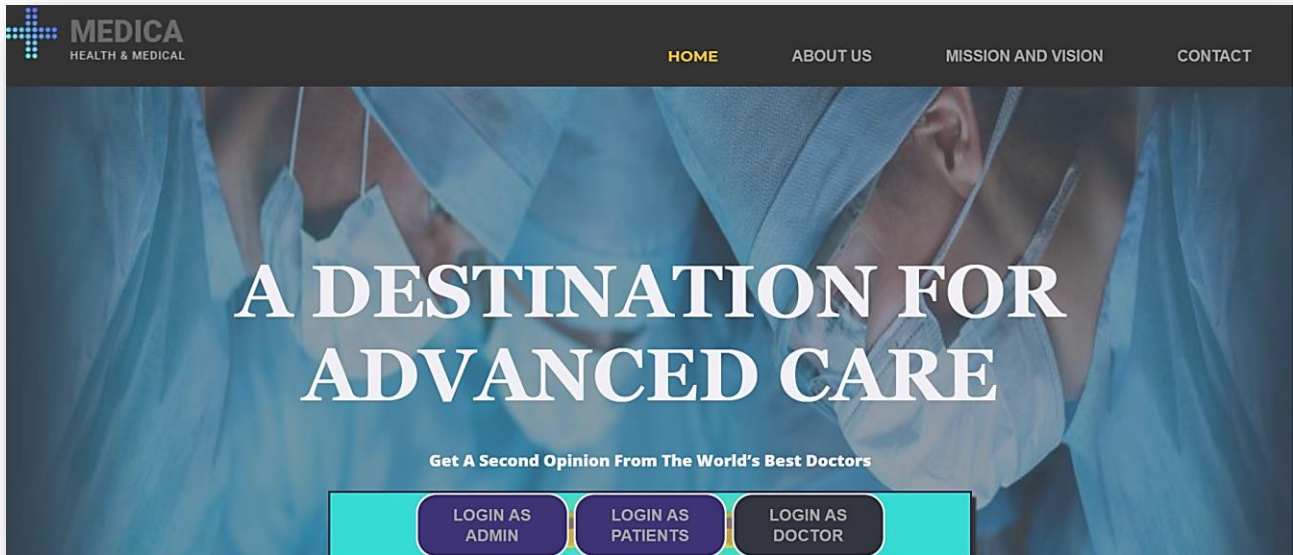 MEDICA
HEALTH & MEDICAL
HOME
ABOUT US
MISSION AND VISION
CONTACT
A DESTINATION FOR
ADVANCED CARE
Get A Second Opinion From The World's Best Doctors
LOGIN AS
ADMIN
LOGIN AS
PATIENTS
LOGIN AS
DOCTOR